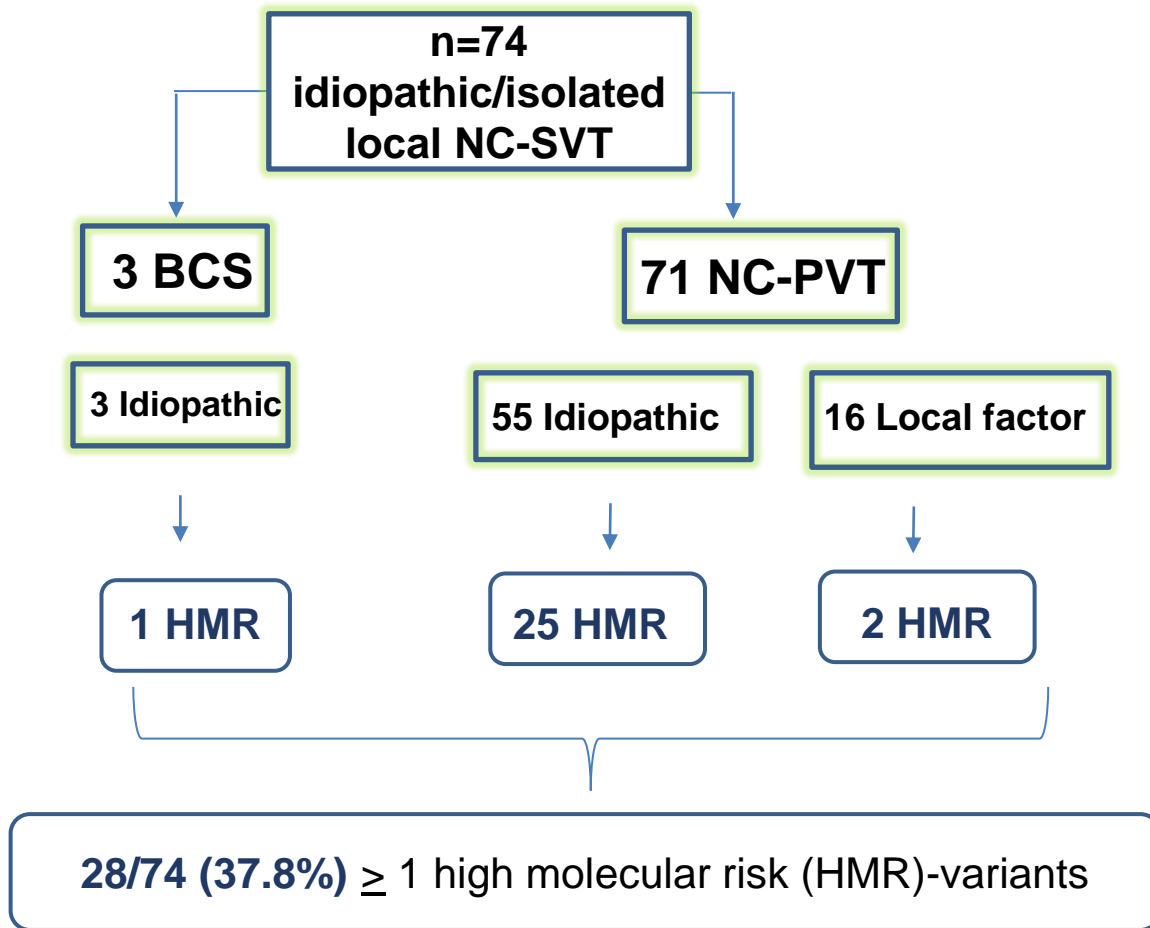 n=74
idiopathic/isolated
local NC-SVT
3 BCS
71 NC-PVT
3 Idiopathic
55 Idiopathic
16 Local factor
1 HMR
25 HMR
2 HMR
28/74 (37.8%) ≥ 1 high molecular risk (HMR)-variants